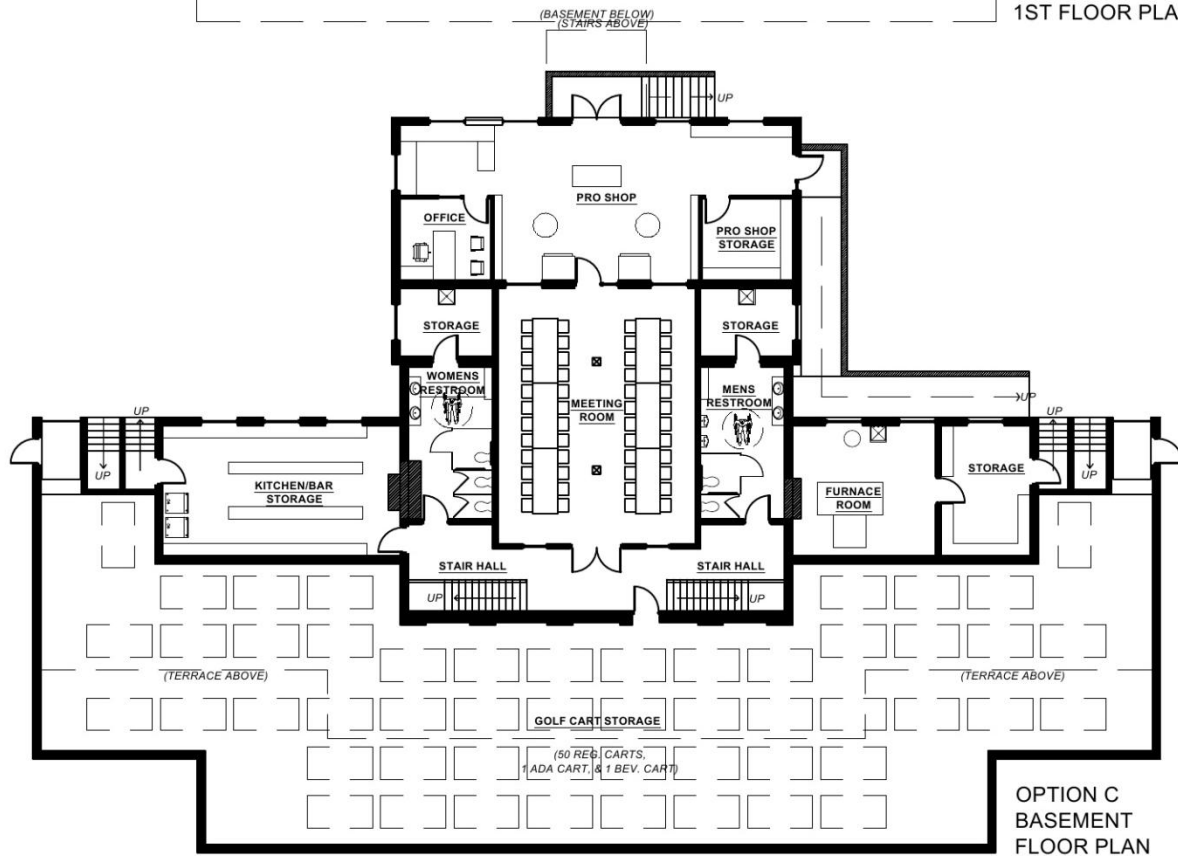 1ST FLOOR PLA
(BASEMENT BELOW)
(STAIRS ABOVE)
UP
PRO SHOP
OFFICE
PRO SHOP
STORAGE
STORAGE
STORAGE
WOMENS
RESTROOM
MEETING
ROOM
MENS
RESTROOM
UP
UP
UP
UP
UP
UP
KITCHEN/BAR
STORAGE
FURNACE
ROOM
STORAGE
STAIR HALL
STAIR HALL
UP
UP
(TERRACE ABOVE)
(TERRACE ABOVE)
GOLF CART STORAGE
(50 REG. CARTS,
1 ADA CART, & 1 BEV. CART)
OPTION C
BASEMENT
FLOOR PLAN